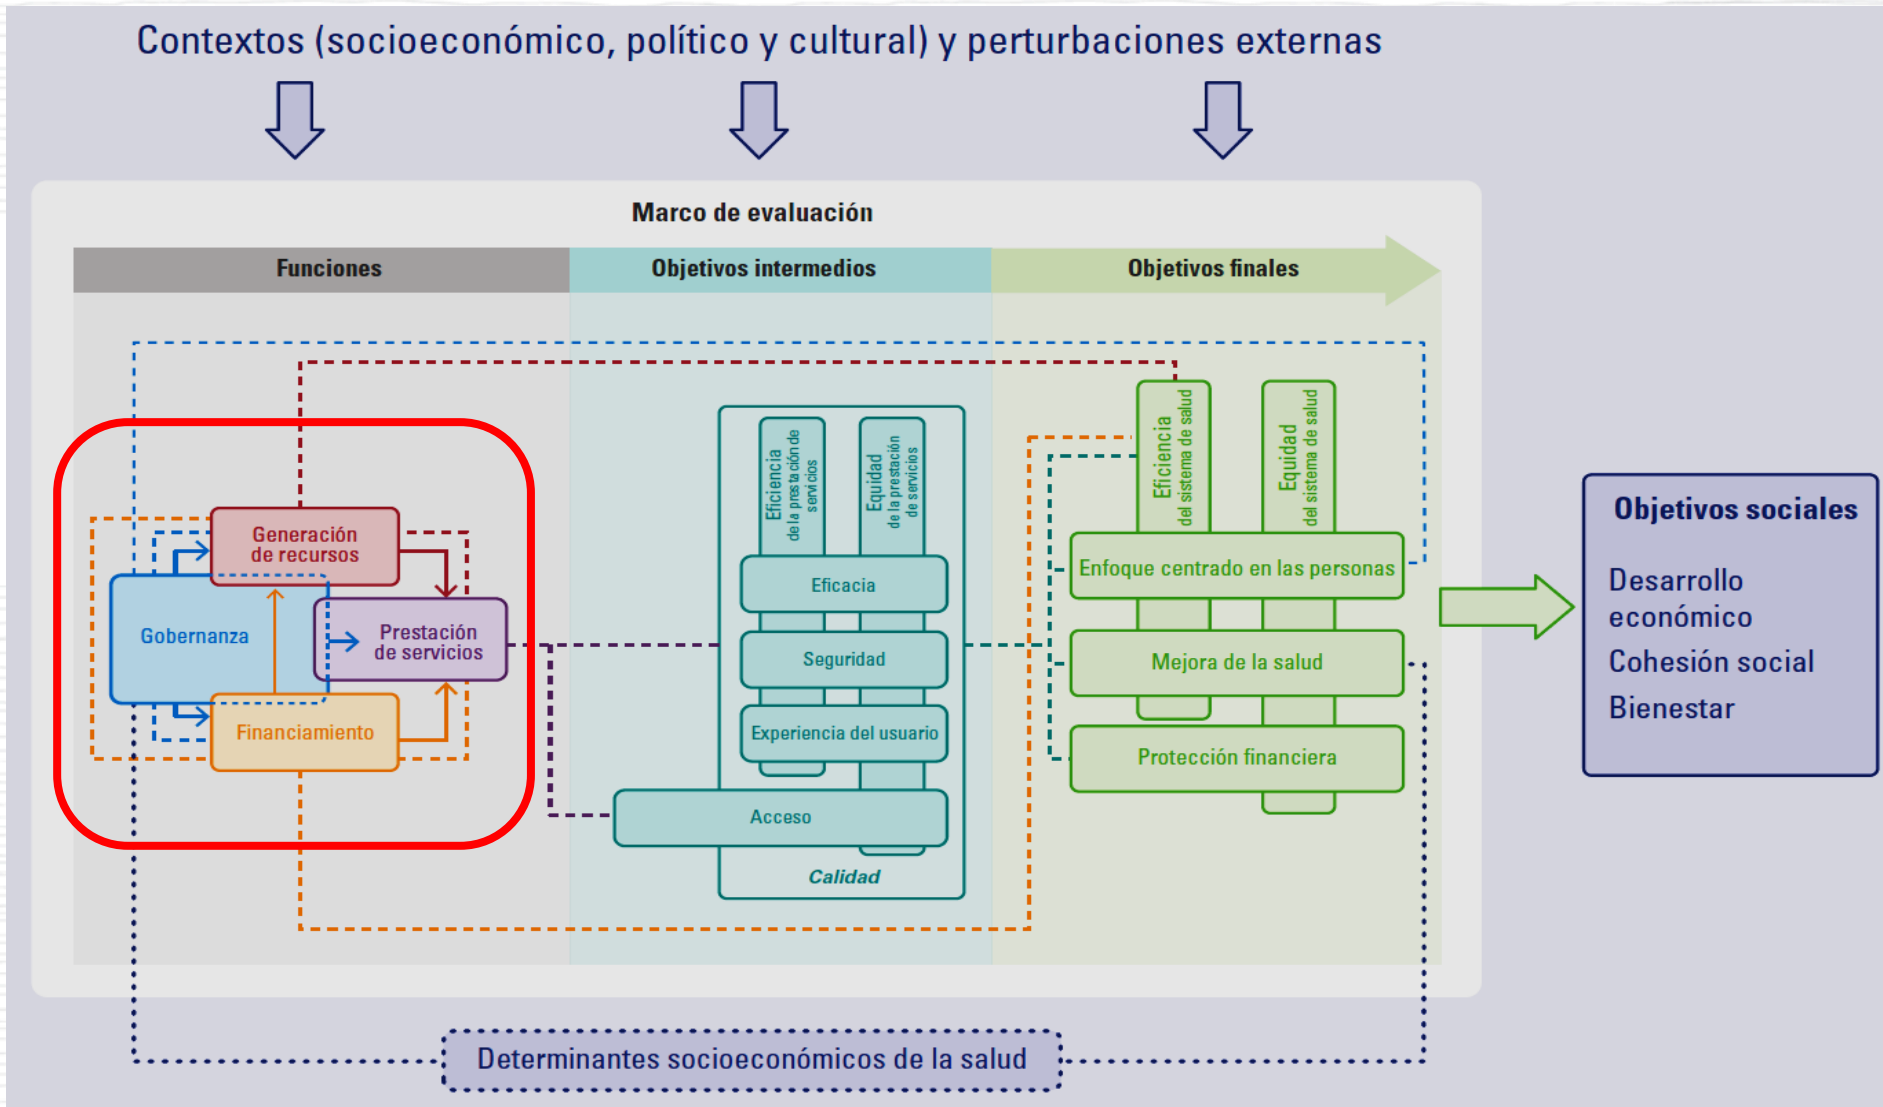 Contextos (socioeconómico, político y cultural) y perturbaciones externas
Marco de evaluación
Funciones
Objetivos intermedios
Objetivos finales
Generación
de recursos
Gobernanza
Prestación
de servicios
Financiamiento
Eficiencia
de la prestación de
servicios
Equidad
de la prestación
de servicios
Eficacia
Seguridad
Experiencia del usuario
Acceso
Calidad
Eficiencia
del sistema de salud
Equidad
del sistema de salud
Enfoque centrado en las personas
Mejora de la salud
Protección financiera
Objetivos sociales
Desarrollo
económico
Cohesión social
Bienestar
Determinantes socioeconómicos de la salud